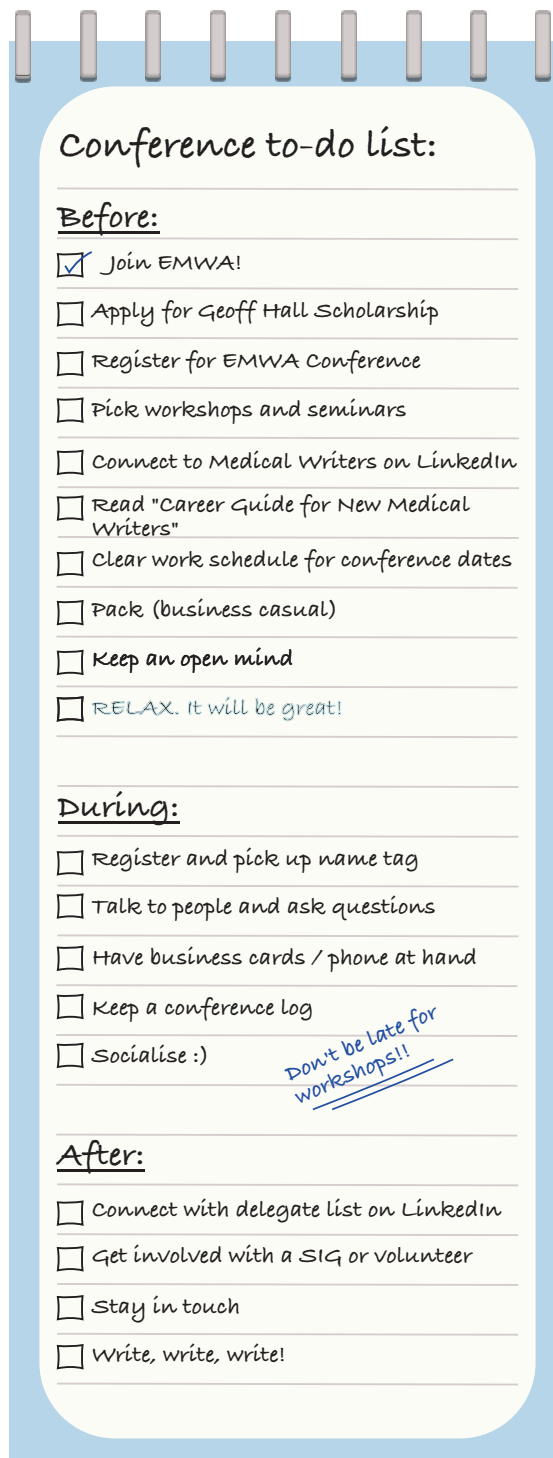 Conference to-do list:
Before:
Join EMWA!
Apply for Geoff Hall Scholarship
Register for EMWA Conference
Pick workshops and seminars
Connect to Medical Writers on LinkedIn
Read "Career Guide for New Medical
Writers"
Clear work schedule for conference dates
Pack (business casual)
Keep an open mind
RELAX. It will be great!
During:
Register and pick up name tag
Talk to people and ask questions
Have business cards / phone at hand
Keep a conference log
Socialise :)
Don't be late for
workshops!!
After:
Connect with delegate list on LinkedIn
Get involved with a SIG or volunteer
Stay in touch
Write, write, write!